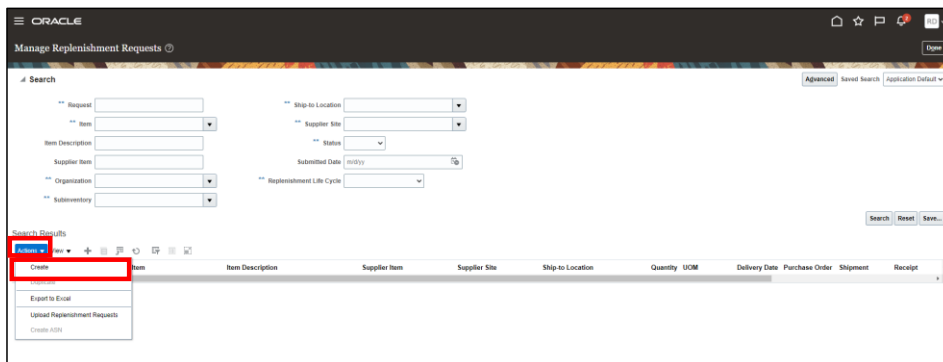 ORACLE
2
RD
Manage Replenishment Requests
Done
Search
Advanced Saved Search Application Default
** Request
** Ship-to Location
** Item
** Supplier Site
Item Description
** Status
Supplier Item
Submitted Date m/d/yy
** Organization
** Replenishment Life Cycle
** Subinventory
Search Reset Save...
Search Results
Actions View
Create
Item Item Description Supplier Item Supplier Site Ship-to Location Quantity UOM Delivery Date Purchase Order Shipment Receipt
Duplicate
Export to Excel
Upload Replenishment Requests
Create ASN